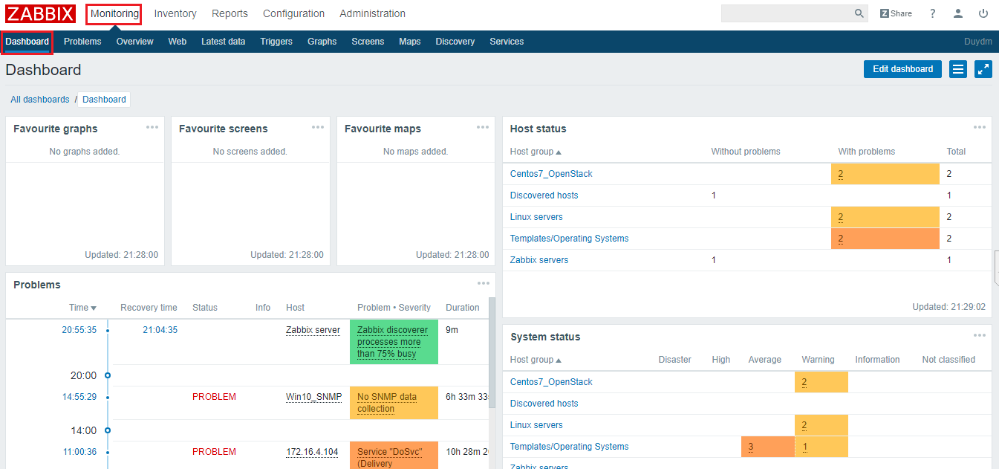 ZABBIX Monitoring Inventory Reports Configuration Administration Z Share ?
Dashboard Problems Overview Web Latest data Triggers Graphs Screens Maps Discovery Services Duydm
Dashboard Edit dashboard
All dashboards / Dashboard
Favourite graphs
No graphs added.
Updated: 21:28:00
Favourite screens
No screens added.
Updated: 21:28:00
Favourite maps
No maps added.
Updated: 21:28:00
Host status
Host group Without problems With problems Total
Centos7_OpenStack 2 2
Discovered hosts 1 1
Linux servers 2 2
Templates/Operating Systems 2 2
Zabbix servers 1 1
Updated: 21:29:02
Problems
Time Recovery time Status Info Host Problem • Severity Duration
20:55:35 21:04:35 Zabbix server Zabbix discoverer 9m
processes more
than 75% busy
20:00
14:55:29 PROBLEM Win10_SNMP No SNMP data 6h 33m 33
collection
14:00
11:00:36 PROBLEM 172.16.4.104 Service "DoSvc" 10h 28m 2
(Delivery
System status
Host group Disaster High Average Warning Information Not classified
Centos7_OpenStack 2
Discovered hosts
Linux servers 2
Templates/Operating Systems 3 1
Zabbix servers